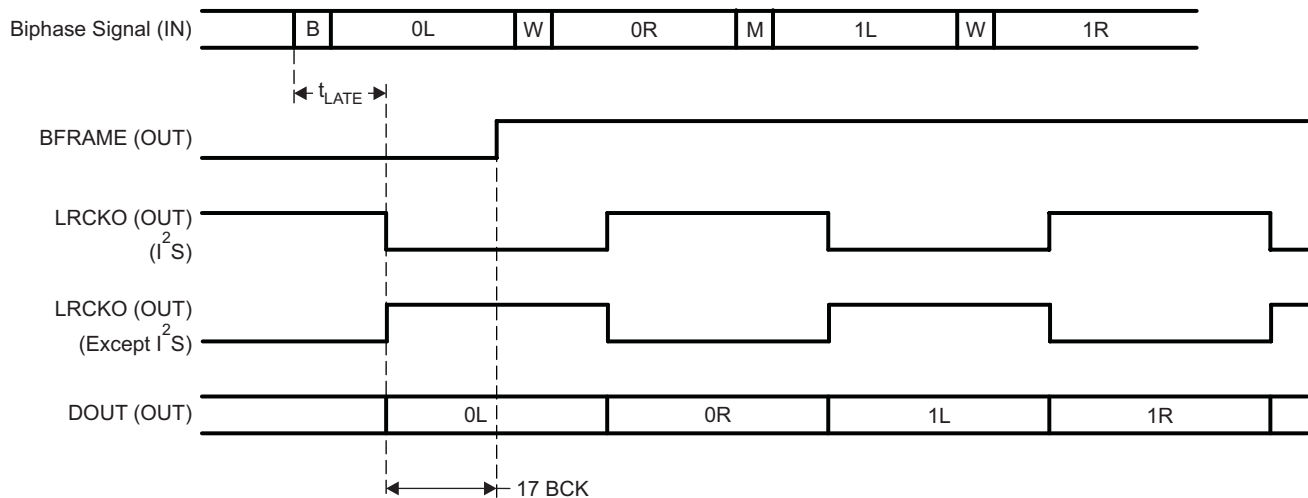 Biphase Signal (IN) B 0L W 0R M 1L W 1R
tLATE
BFRAME (OUT)
LRCKO (OUT)
(I2S)
LRCKO (OUT)
(Except I2S)
DOUT (OUT) 0L 0R 1L 1R
17 BCK